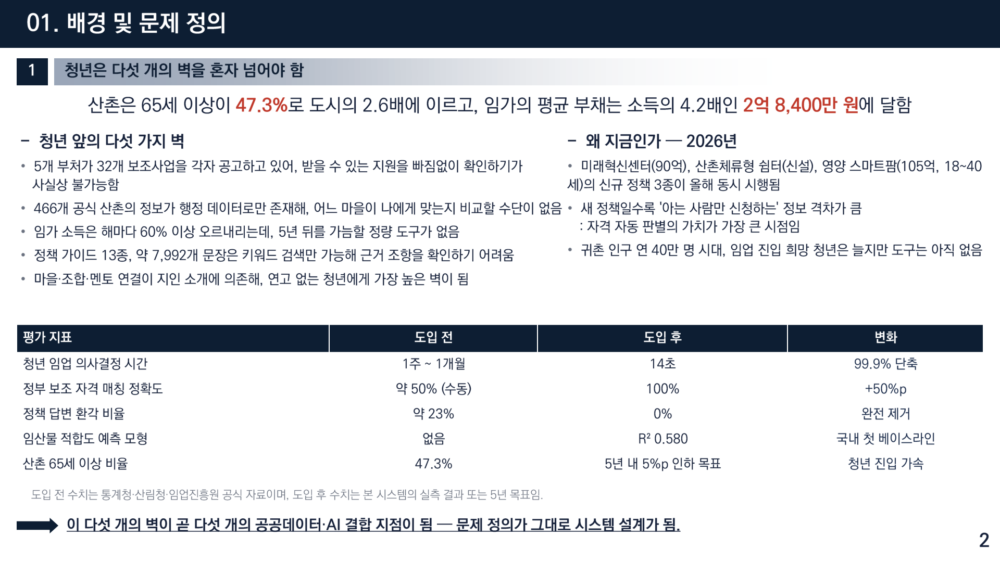 01. 배경 및 문제 정의
1
청년은 다섯 개의 벽을 혼자 넘어야 함
산촌은 65세 이상이 47.3%로 도시의 2.6배에 이르고, 임가의 평균 부채는 소득의 4.2배인 2억 8,400만 원에 달함
– 청년 앞의 다섯 가지 벽
• 5개 부처가 32개 보조사업을 각자 공고하고 있어, 받을 수 있는 지원을 빠짐없이 확인하기가
사실상 불가능함
• 466개 공식 산촌의 정보가 행정 데이터로만 존재해, 어느 마을이 나에게 맞는지 비교할 수단이 없음
• 임가 소득은 해마다 60% 이상 오르내리는데, 5년 뒤를 가늠할 정량 도구가 없음
• 정책 가이드 13종, 약 7,992개 문장은 키워드 검색만 가능해 근거 조항을 확인하기 어려움
• 마을·조합·멘토 연결이 지인 소개에 의존해, 연고 없는 청년에게 가장 높은 벽이 됨
– 왜 지금인가 — 2026년
• 미래혁신센터(90억), 산촌체류형 쉼터(신설), 영양 스마트팜(105억, 18~40
세)의 신규 정책 3종이 올해 동시 시행됨
• 새 정책일수록 '아는 사람만 신청하는' 정보 격차가 큼
: 자격 자동 판별의 가치가 가장 큰 시점임
• 귀촌 인구 연 40만 명 시대, 임업 진입 희망 청년은 늘지만 도구는 아직 없음
평가 지표 도입 전 도입 후 변화
청년 임업 의사결정 시간 1주 ~ 1개월 14초 99.9% 단축
정부 보조 자격 매칭 정확도 약 50% (수동) 100% +50%p
정책 답변 환각 비율 약 23% 0% 완전 제거
임산물 적합도 예측 모형 없음 R² 0.580 국내 첫 베이스라인
산촌 65세 이상 비율 47.3% 5년 내 5%p 인하 목표 청년 진입 가속
도입 전 수치는 통계청·산림청·임업진흥원 공식 자료이며, 도입 후 수치는 본 시스템의 실측 결과 또는 5년 목표임.
이 다섯 개의 벽이 곧 다섯 개의 공공데이터·AI 결합 지점이 됨 — 문제 정의가 그대로 시스템 설계가 됨.
2